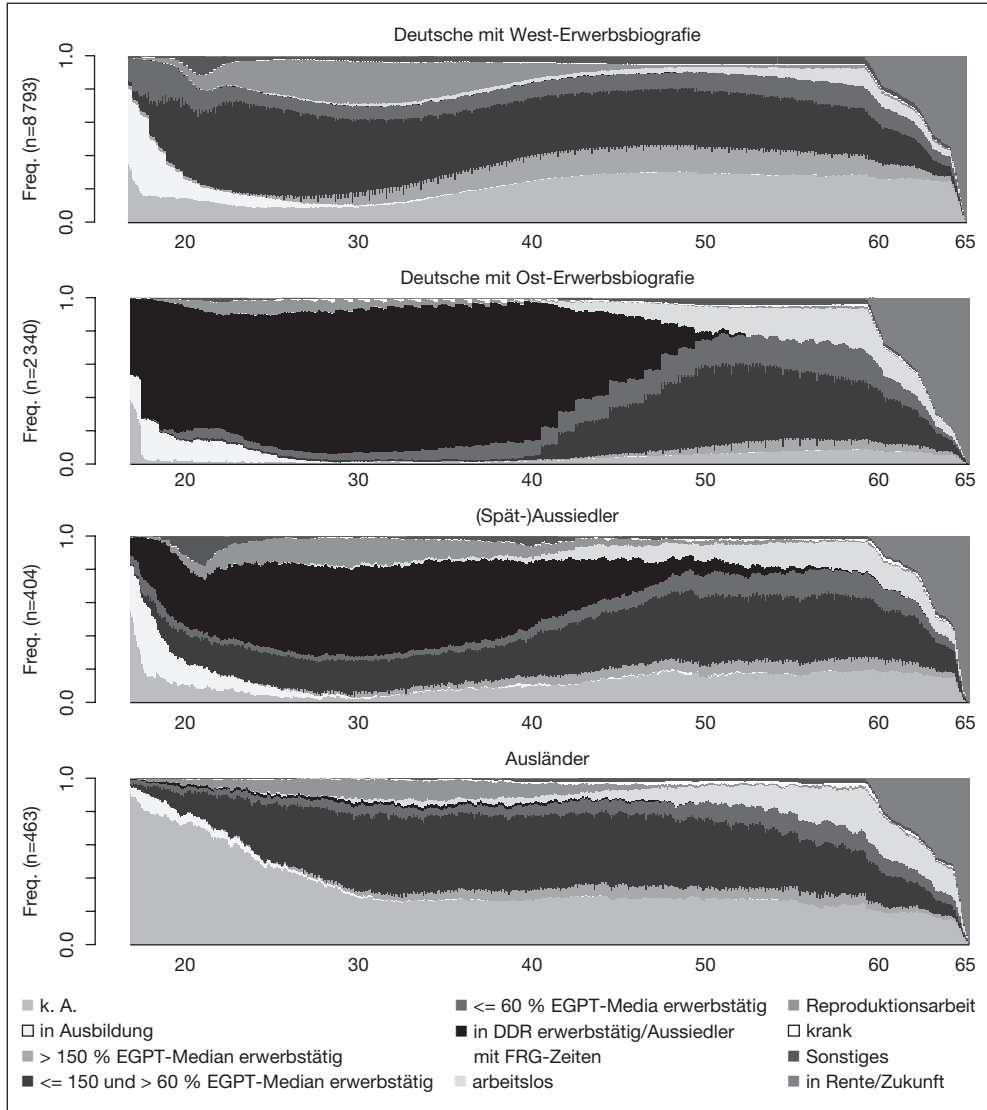 Deutsche mit West-Erwerbsbiografie
Freq. (n=8 793)
1.0
0.0
20 30 40 50 60 65
Deutsche mit Ost-Erwerbsbiografie
Freq. (n=2 340)
1.0
0.0
20 30 40 50 60 65
(Spät-)Aussiedler
Freq. (n=404)
1.0
0.0
20 30 40 50 60 65
Ausländer
Freq. (n=463)
1.0
0.0
20 30 40 50 60 65
k. A.
in Ausbildung
> 150 % EGPT-Median erwerbstätig
<= 150 und > 60 % EGPT-Median erwerbstätig
<= 60 % EGPT-Media erwerbstätig
in DDR erwerbstätig/Aussiedler
mit FRG-Zeiten
arbeitslos
Reproduktionsarbeit
krank
Sonstiges
in Rente/Zukunft